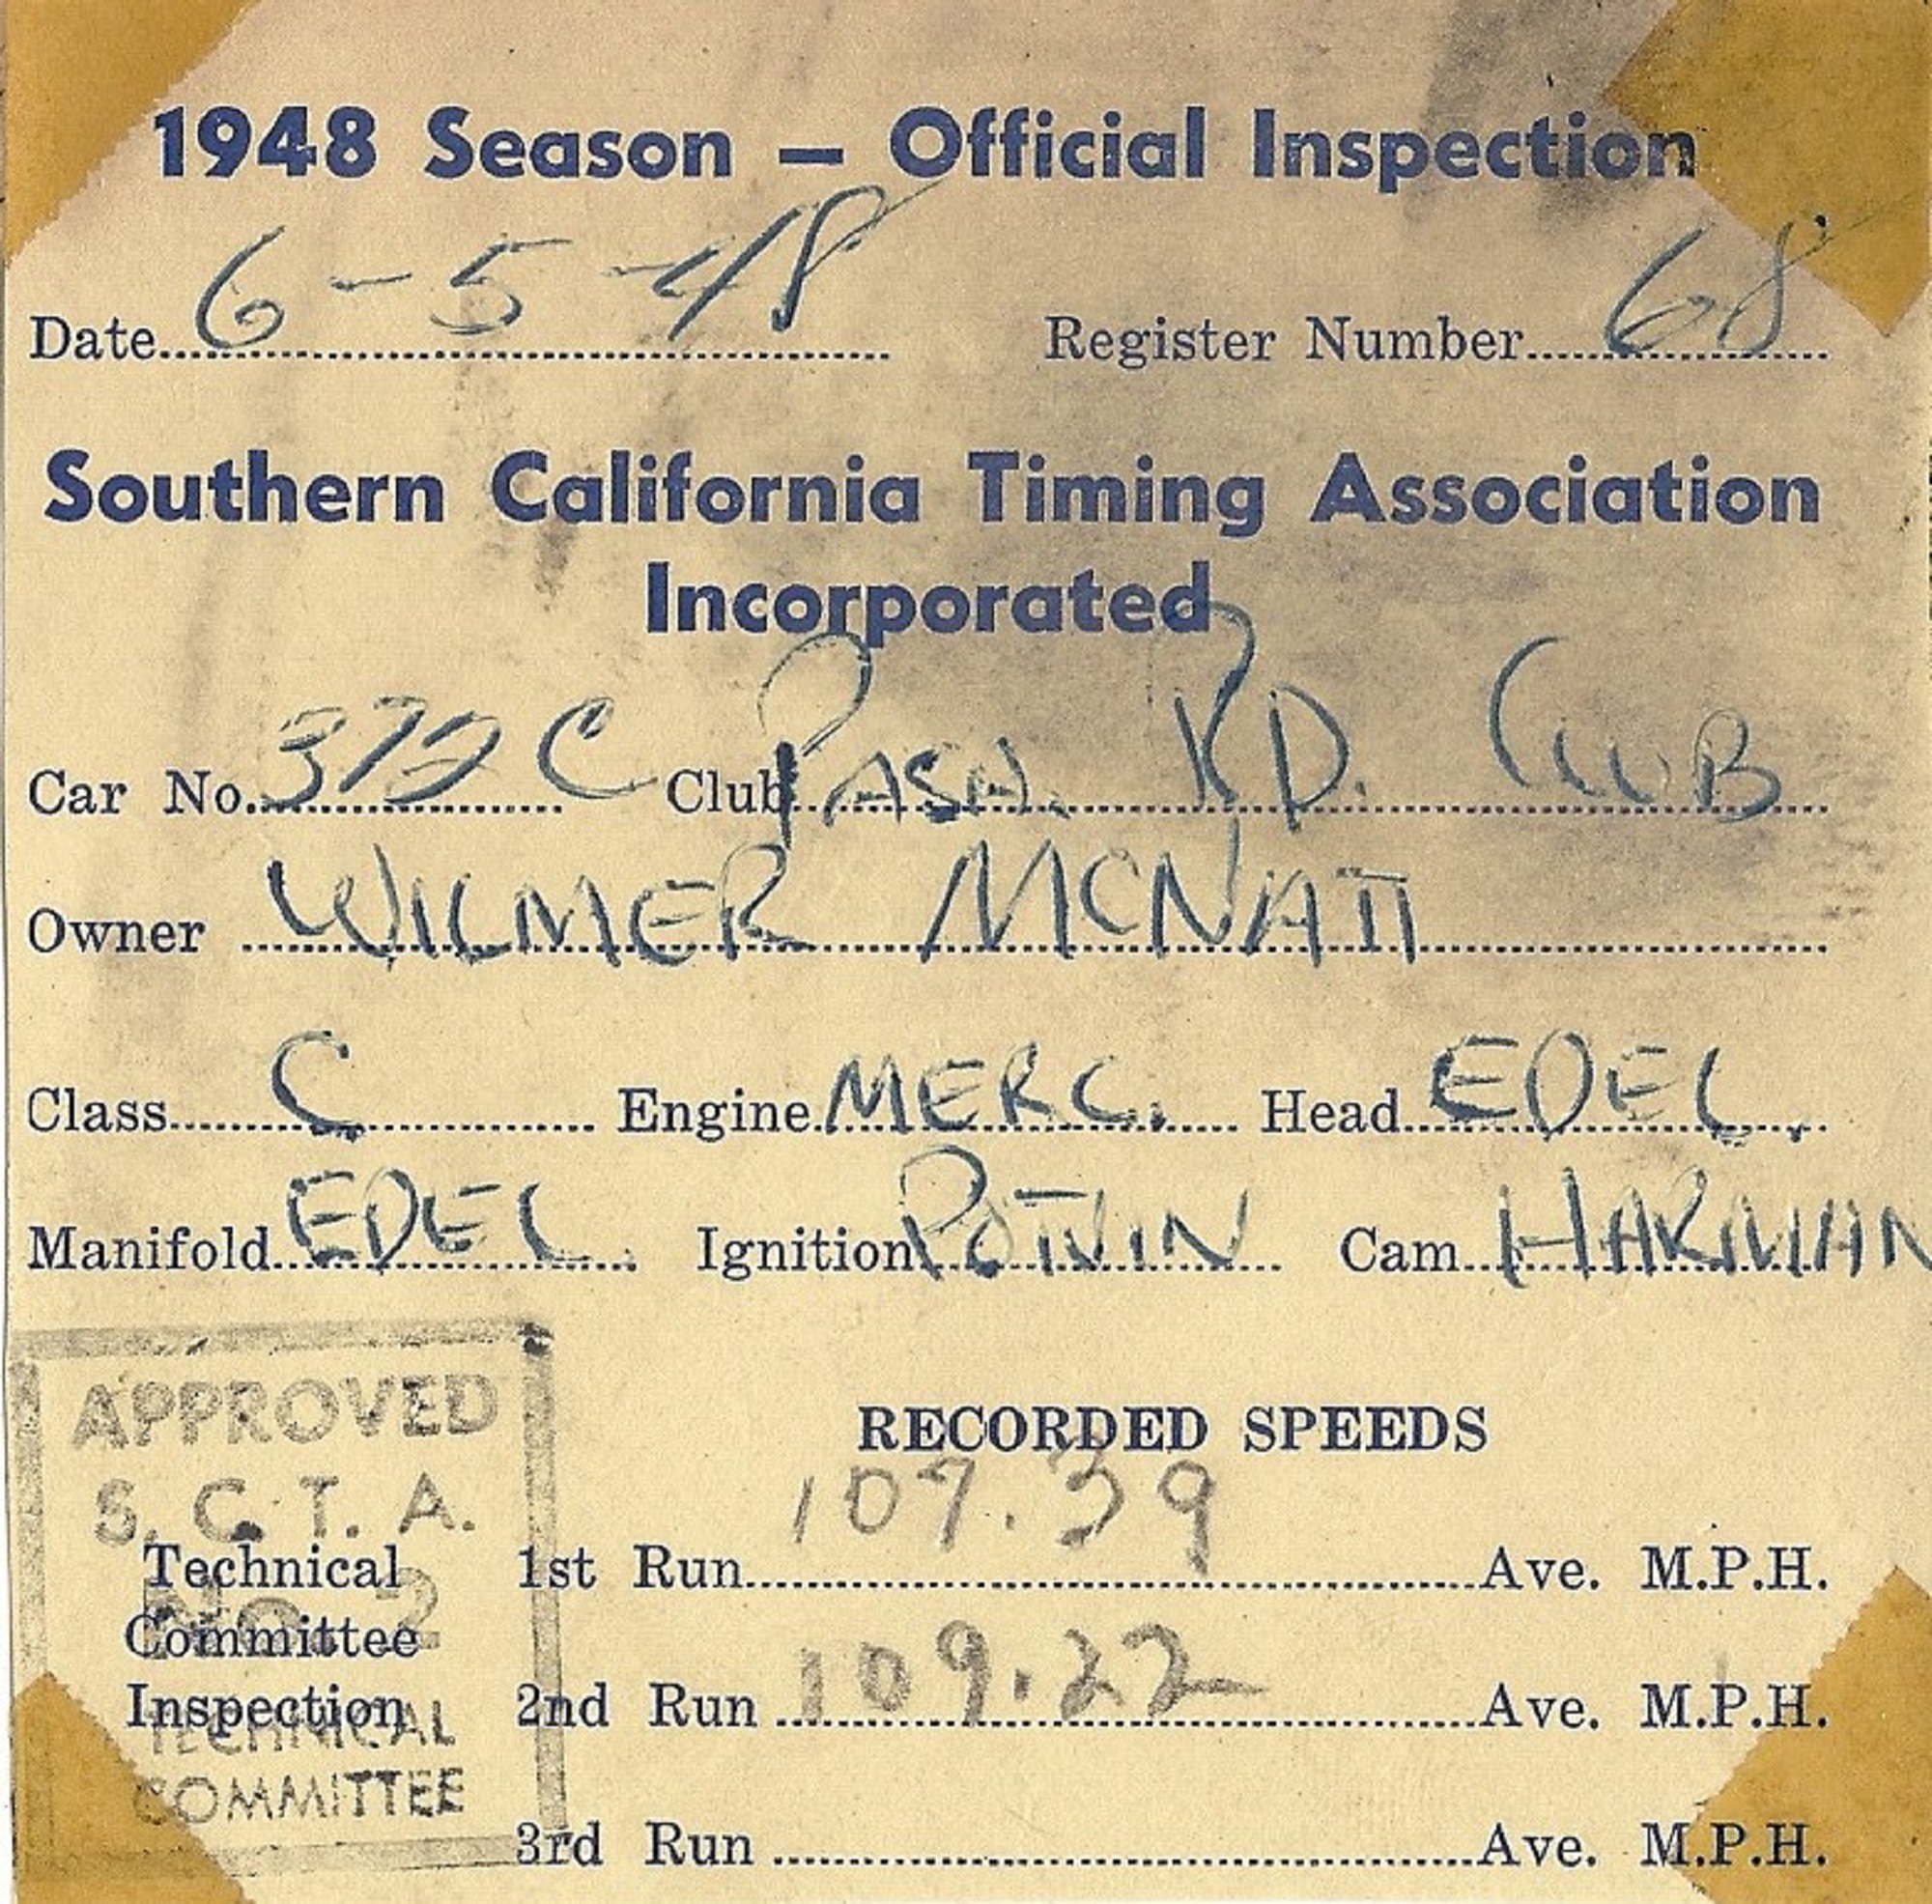 1948 Season — Official Inspection
Date 6-5-48 Register Number 68
Southern California Timing Association
Incorporated
Car No. 372 C Club PASA. RD. CLUB
Owner WILMER MCNATT
Class C Engine MERC. Head EDEL.
Manifold EDEL. Ignition POTVIN Cam HARMAN
APPROVED
S. C. T. A.
No. 2
TECHNICAL
COMMITTEE
Technical
Committee
Inspection
RECORDED SPEEDS
1st Run 107.39 Ave. M.P.H.
2nd Run 109.22 Ave. M.P.H.
3rd Run Ave. M.P.H.